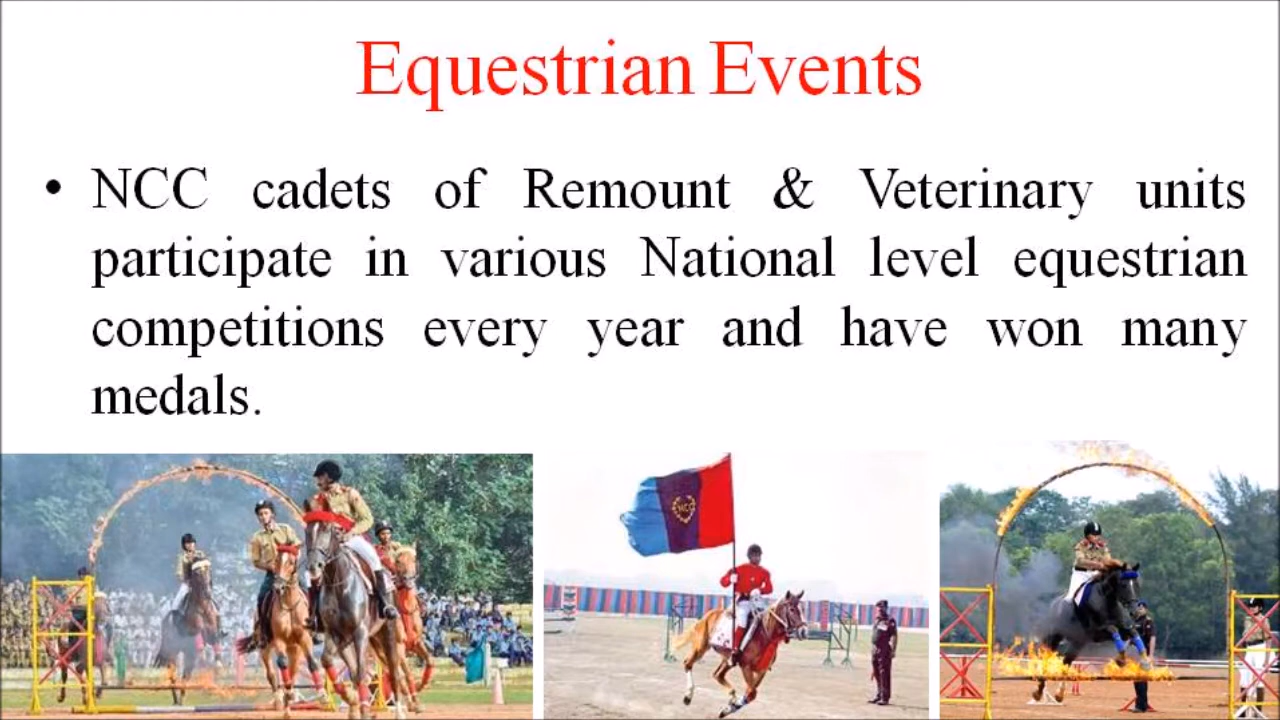 Equestrian Events
• NCC cadets of Remount & Veterinary units
participate in various National level equestrian
competitions every year and have won many
medals.
NCC